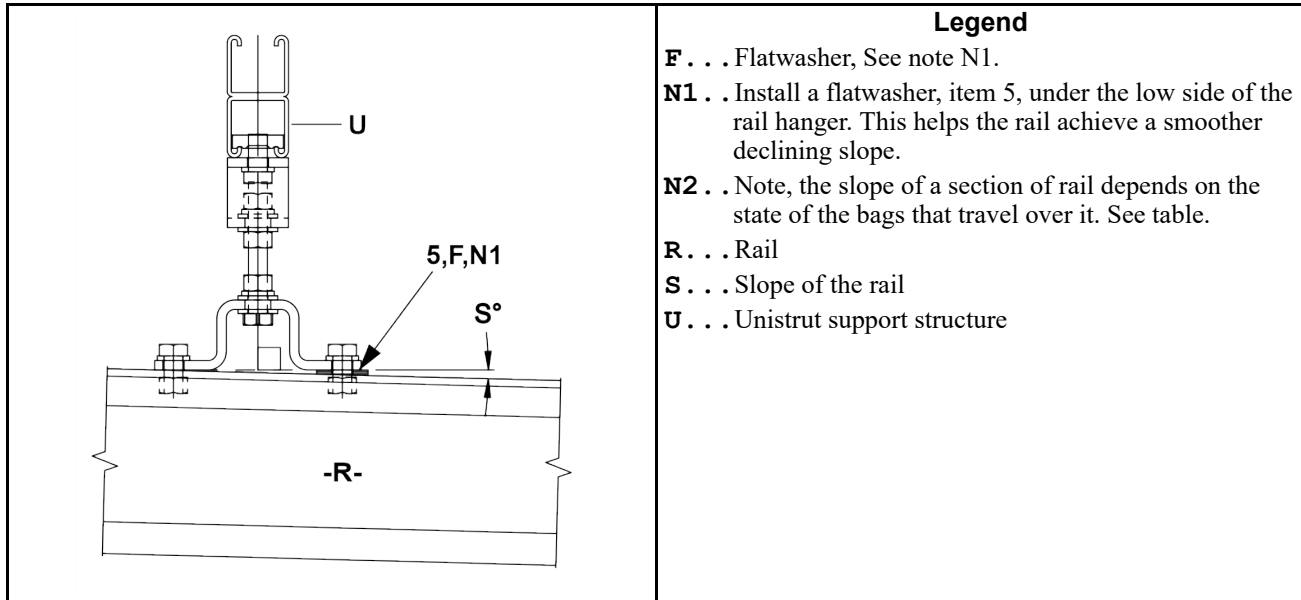 U
5,F,N1
S°
-R-
Legend
F...Flatwasher, See note N1.
N1..Install a flatwasher, item 5, under the low side of the
rail hanger. This helps the rail achieve a smoother
declining slope.
N2..Note, the slope of a section of rail depends on the
state of the bags that travel over it. See table.
R...Rail
S...Slope of the rail
U...Unistrut support structure